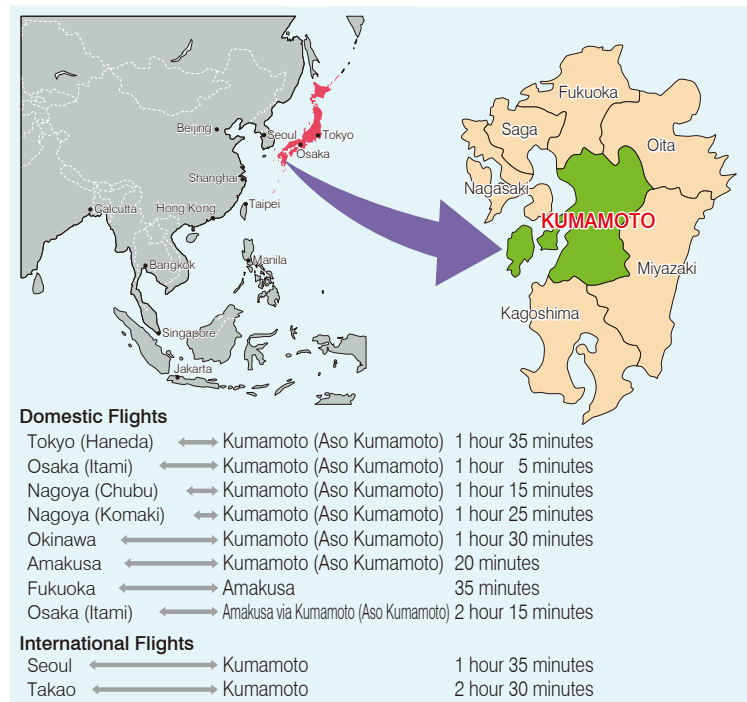 Beijing
Seoul
Tokyo
Osaka
Shanghai
Calcutta
Hong Kong
Taipei
Bangkok
Manila
Singapore
Jakarta
Fukuoka
Saga
Oita
Nagasaki
KUMAMOTO
Miyazaki
Kagoshima
Domestic Flights
Tokyo (Haneda) Kumamoto (Aso Kumamoto) 1 hour 35 minutes
Osaka (Itami) Kumamoto (Aso Kumamoto) 1 hour 5 minutes
Nagoya (Chubu) Kumamoto (Aso Kumamoto) 1 hour 15 minutes
Nagoya (Komaki) Kumamoto (Aso Kumamoto) 1 hour 25 minutes
Okinawa Kumamoto (Aso Kumamoto) 1 hour 30 minutes
Amakusa Kumamoto (Aso Kumamoto) 20 minutes
Fukuoka Amakusa 35 minutes
Osaka (Itami) Amakusa via Kumamoto (Aso Kumamoto) 2 hour 15 minutes
International Flights
Seoul Kumamoto 1 hour 35 minutes
Takao Kumamoto 2 hour 30 minutes